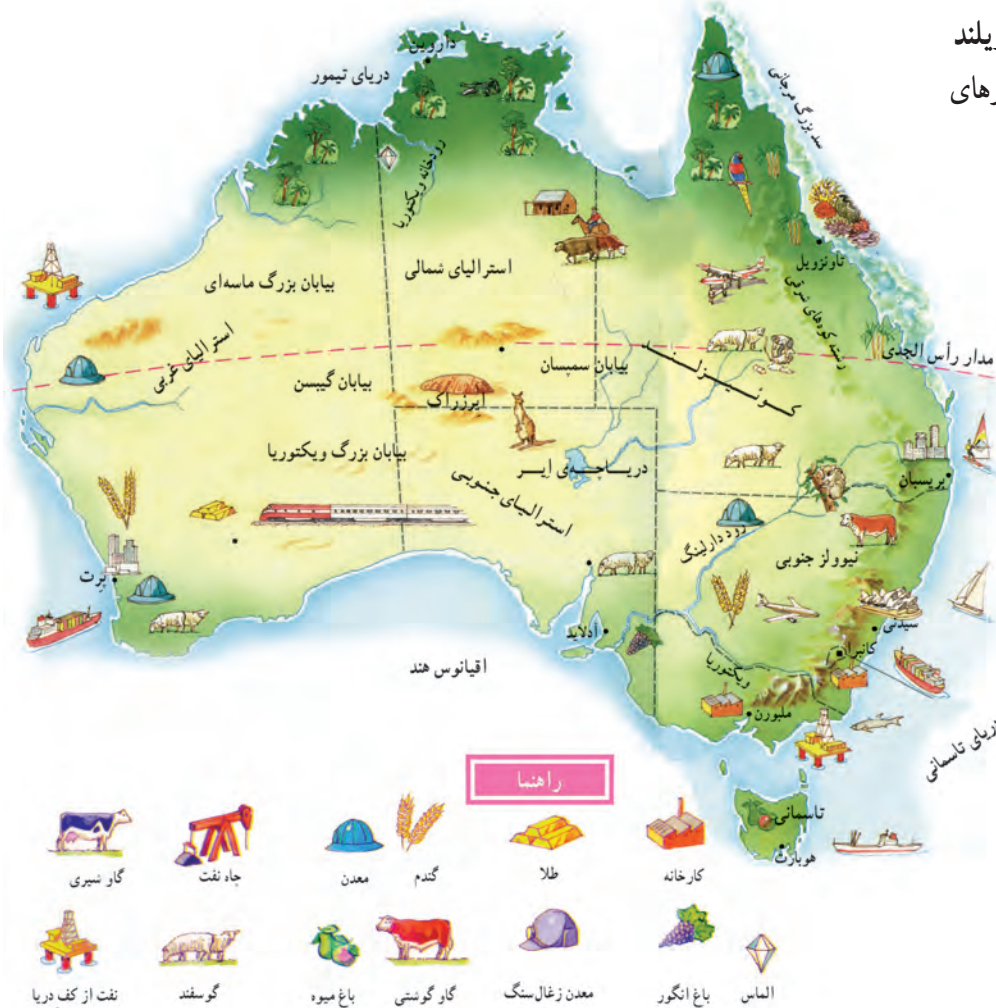 یلند
رهای
داروین
دریای تیمور
سد بزرگ مرجانی
رودخانه ویکتوریا
تاونزویل
استرالیای شمالی
بیابان بزرگ ماسه‌ای
رشته کوه‌های شرقی
استرالیای غربی
مدار رأس الجدی
بیابان سمپسان
کوئینزلند
بیابان گیبسن
ایرزراک
بیابان بزرگ ویکتوریا
دریاچه‌ی ایر
استرالیای جنوبی
بریسبان
رود دارلینگ
نیوولز جنوبی
پرت
سیدنی
ادلاید
کانبرا
اقیانوس هند
ویکتوریا
ملبورن
ریای تاسمانی
راهنما
تاسمانی
هوبارت
گاو شیری
چاه نفت
معدن
گندم
طلا
کارخانه
نفت از کف دریا
گوسفند
باغ میوه
گاو گوشتی
معدن زغال‌سنگ
باغ انگور
الماس